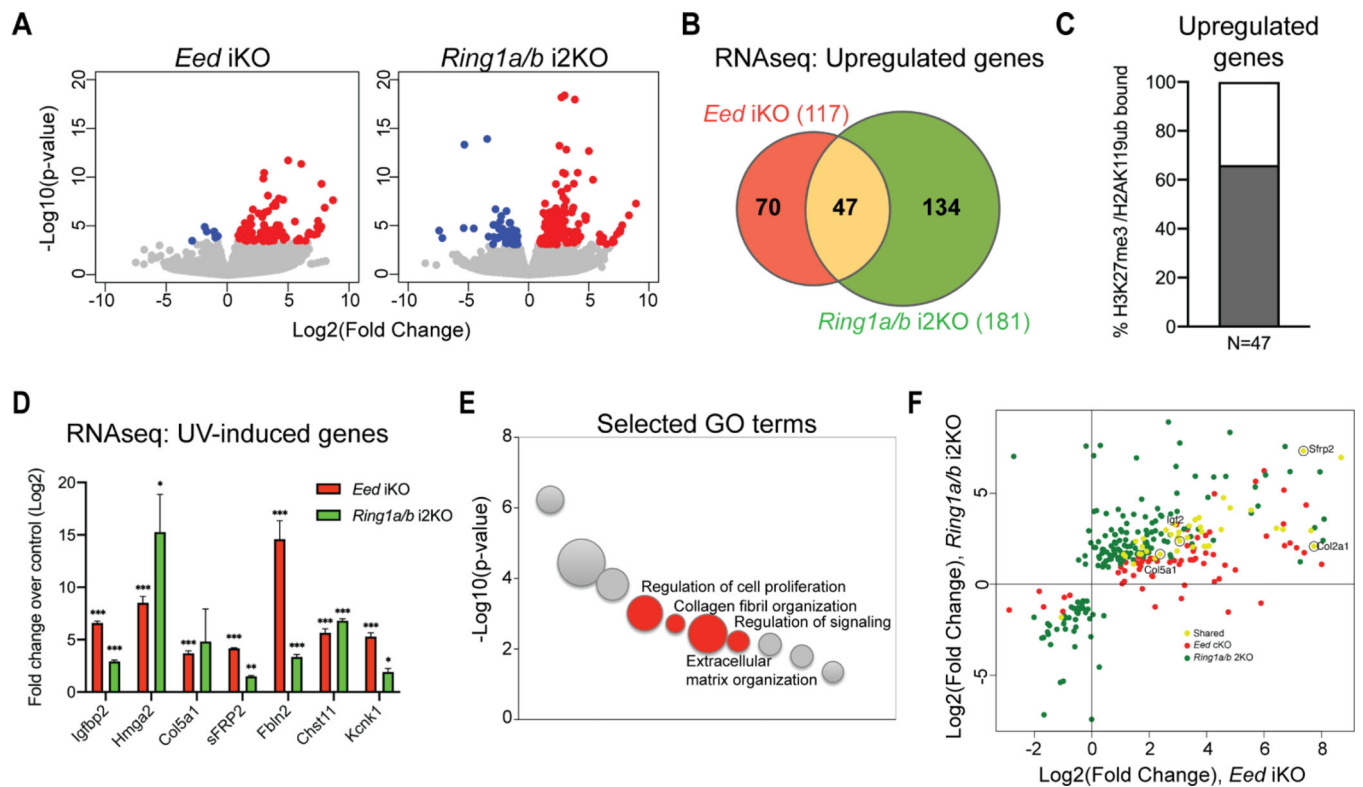 A
Eed iKO
Ring1a/b i2KO
20
15
10
5
0
20
15
10
5
0
-Log10(p-value)
-10
-5
0
5
10
-10
-5
0
5
10
Log2(Fold Change)
B
RNAseq: Upregulated genes
Eed iKO (117)
70
47
134
Ring1a/b i2KO (181)
C
Upregulated
genes
% H3K27me3 /H2AK119ub bound
100
80
60
40
20
0
N=47
D
RNAseq: UV-induced genes
Fold change over control (Log2)
20
15
10
5
0
Eed iKO
Ring1a/b i2KO
***
***
***
*
***
***
**
***
***
***
***
***
*
Igfbp2
Hmga2
Col5a1
sFRP2
Fbln2
Chst11
Kcnk1
E
Selected GO terms
-Log10(p-value)
8
6
4
2
0
Regulation of cell proliferation
Collagen fibril organization
Regulation of signaling
Extracellular
matrix organization
F
Log2(Fold Change), Ring1a/b i2KO
5
0
-5
Sfrp2
Igf2
Col2a1
Col5a1
Shared
Eed cKO
Ring1a/b 2KO
-2
0
2
4
6
8
Log2(Fold Change), Eed iKO